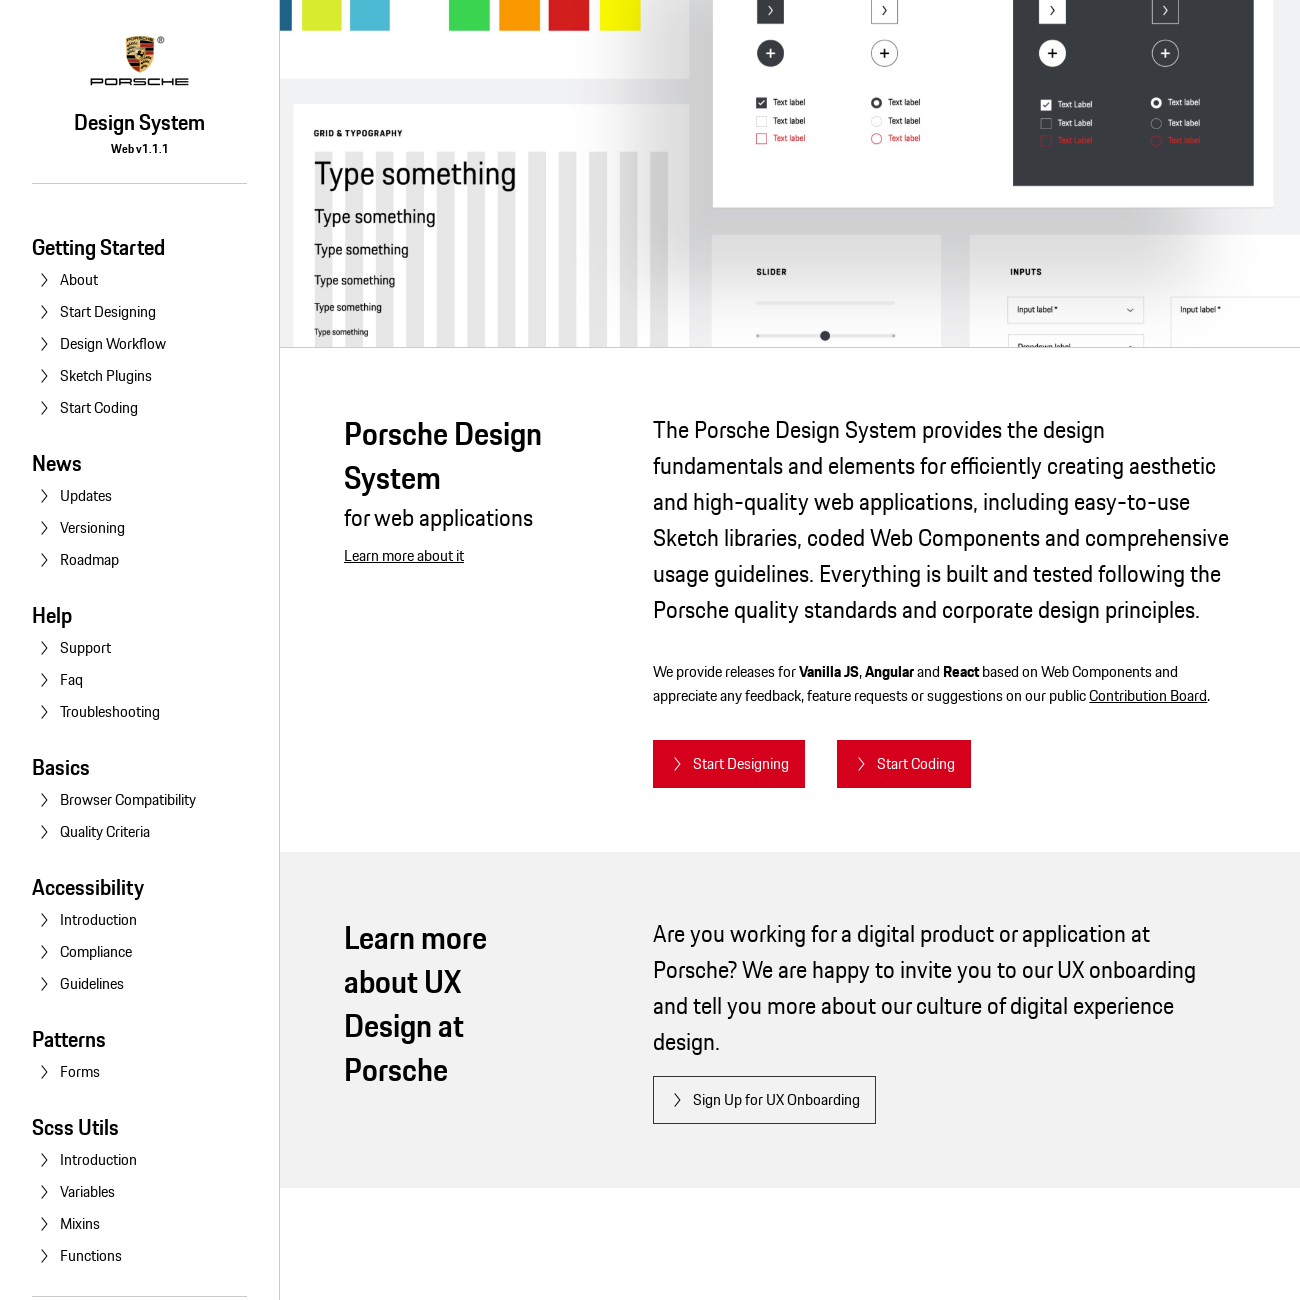 ®
PORSCHE
Design System
Web v1.1.1
Getting Started
About
Start Designing
Design Workflow
Sketch Plugins
Start Coding
News
Updates
Versioning
Roadmap
Help
Support
Faq
Troubleshooting
Basics
Browser Compatibility
Quality Criteria
Accessibility
Introduction
Compliance
Guidelines
Patterns
Forms
Scss Utils
Introduction
Variables
Mixins
Functions
GRID & TYPOGRAPHY
Type something
Type something
Type something
Type something
Type something
Type something
Text label
Text label
Text label
Text label
Text label
Text label
Text Label
Text Label
Text Label
Text label
Text label
Text label
SLIDER
INPUTS
Input label *
Dropdown label
Input label *
Porsche Design
System
for web applications
Learn more about it
The Porsche Design System provides the design
fundamentals and elements for efficiently creating aesthetic
and high-quality web applications, including easy-to-use
Sketch libraries, coded Web Components and comprehensive
usage guidelines. Everything is built and tested following the
Porsche quality standards and corporate design principles.
We provide releases for Vanilla JS, Angular and React based on Web Components and
appreciate any feedback, feature requests or suggestions on our public Contribution Board.
Start Designing
Start Coding
Learn more
about UX
Design at
Porsche
Are you working for a digital product or application at
Porsche? We are happy to invite you to our UX onboarding
and tell you more about our culture of digital experience
design.
Sign Up for UX Onboarding